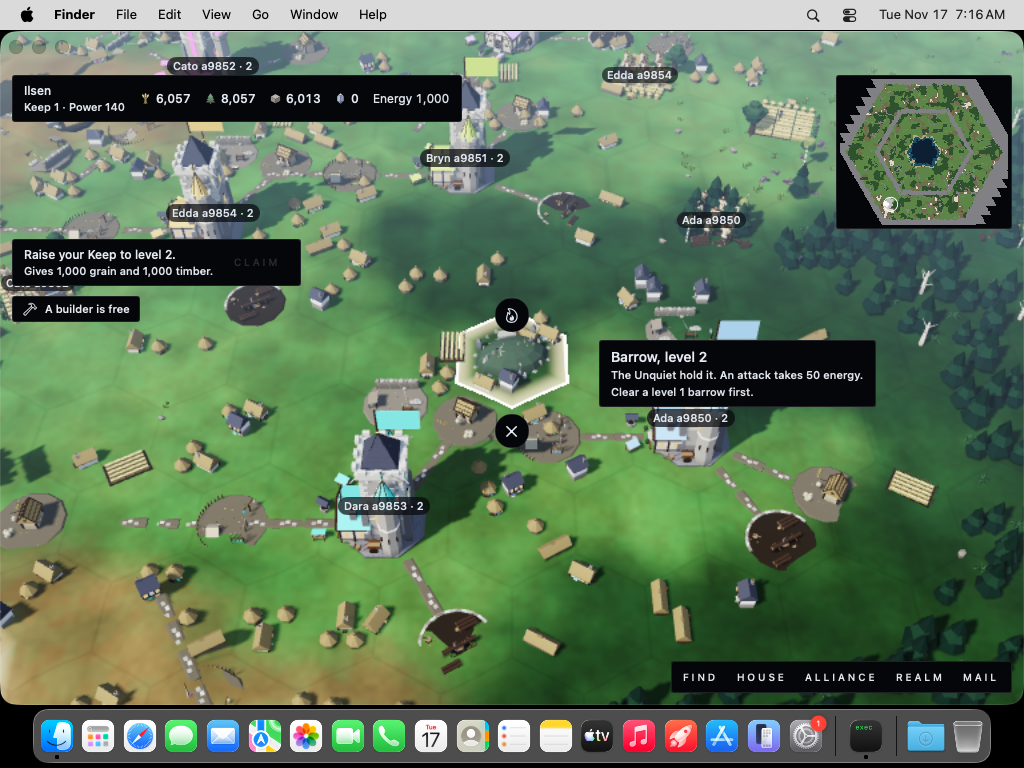 Finder File Edit View Go Window Help Tue Nov 17 7:16 AM
Cato a9852 · 2
Edda a9854
Ilsen
Keep 1 · Power 140
6,057 8,057 6,013 0 Energy 1,000
Bryn a9851 · 2
Edda a9854 · 2
Ada a9850
Raise your Keep to level 2.
Gives 1,000 grain and 1,000 timber.
CLAIM
A builder is free
Barrow, level 2
The Unquiet hold it. An attack takes 50 energy.
Clear a level 1 barrow first.
Ada a9850 · 2
Dara a9853 · 2
FIND HOUSE ALLIANCE REALM MAIL
Tue
17
1
exec
tv